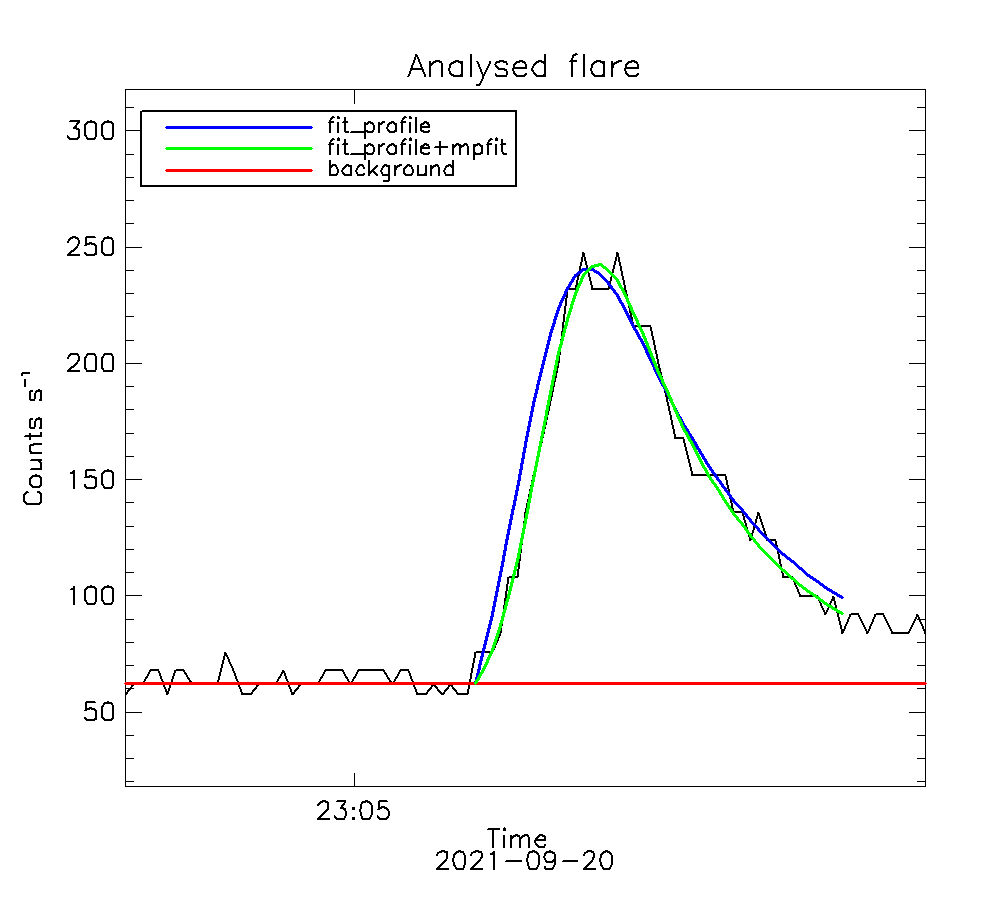 Analysed flare
fit_profile
fit_profile+mpfit
background
300
250
200
150
100
50
Counts s⁻¹
23:05
Time
2021-09-20